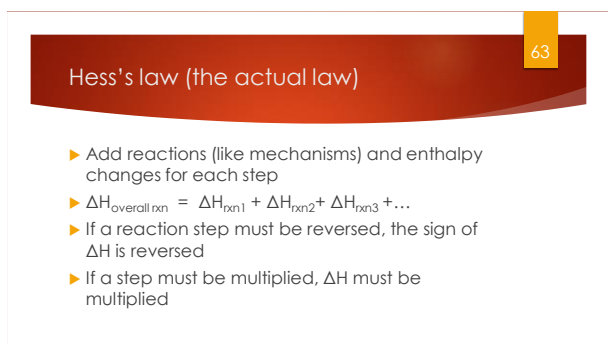 63
Hess’s law (the actual law)
Add reactions (like mechanisms) and enthalpy
changes for each step
ΔHoverall rxn = ΔHrxn1 + ΔHrxn2+ ΔHrxn3 +…
If a reaction step must be reversed, the sign of
ΔH is reversed
If a step must be multiplied, ΔH must be
multiplied